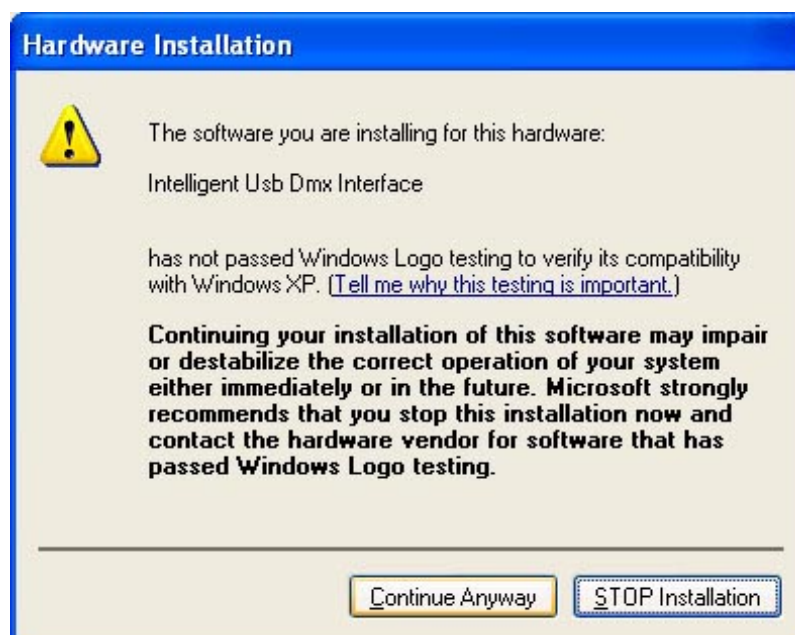 Hardware Installation
The software you are installing for this hardware:
Intelligent Usb Dmx Interface
has not passed Windows Logo testing to verify its compatibility
with Windows XP. (Tell me why this testing is important.)
Continuing your installation of this software may impair
or destabilize the correct operation of your system
either immediately or in the future. Microsoft strongly
recommends that you stop this installation now and
contact the hardware vendor for software that has
passed Windows Logo testing.
Continue Anyway STOP Installation